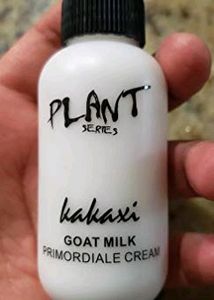 PLANT
SERIES
kakaxi
GOAT MILK
PRIMORDIALE CREAM